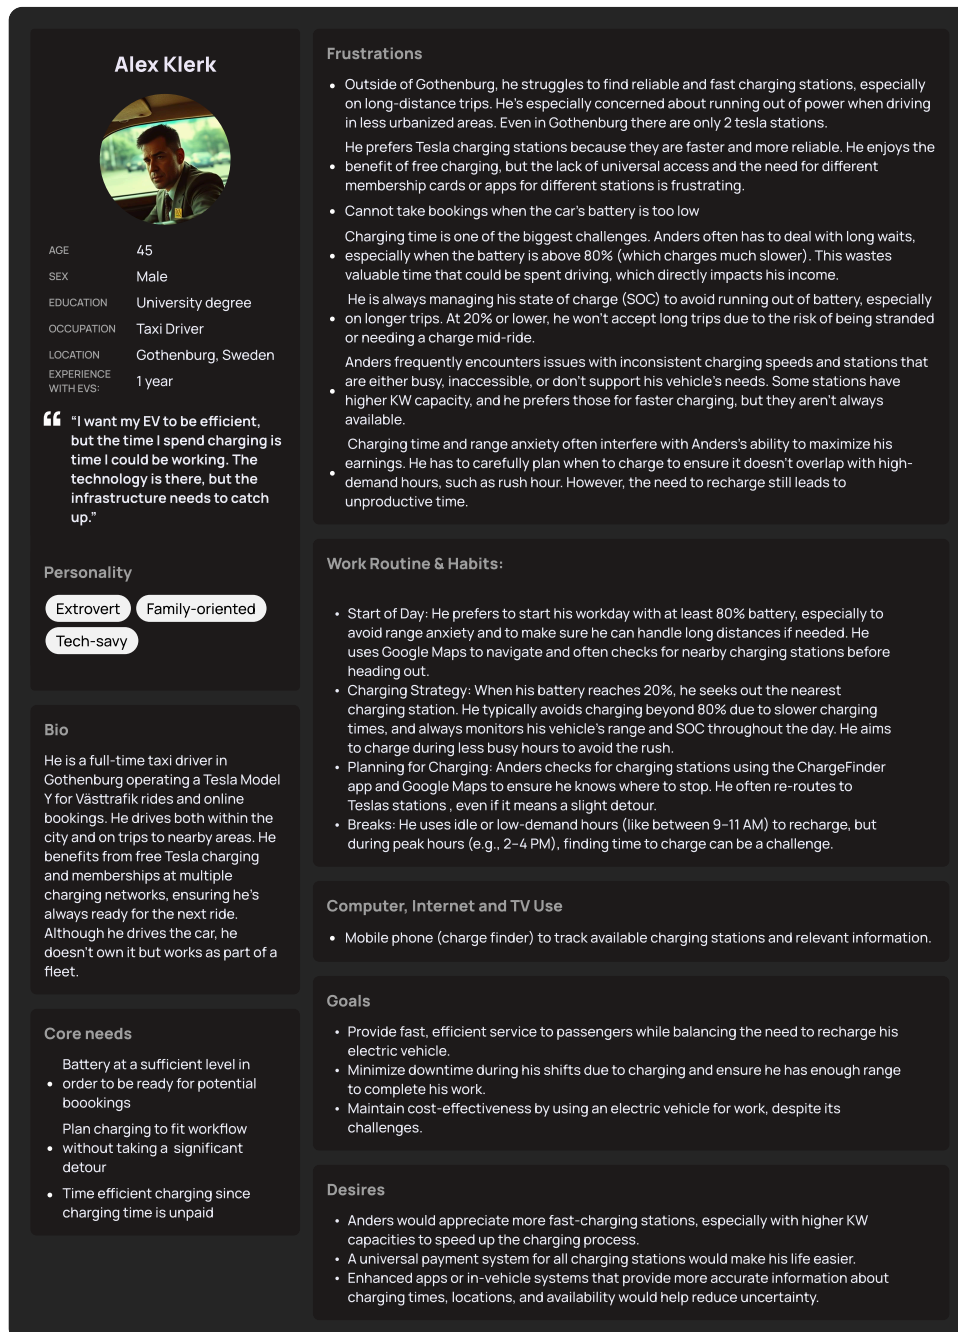 Alex Klerk
AGE 45
SEX Male
EDUCATION University degree
OCCUPATION Taxi Driver
LOCATION Gothenburg, Sweden
EXPERIENCE
WITH EVS: 1 year
“I want my EV to be efficient,
but the time I spend charging is
time I could be working. The
technology is there, but the
infrastructure needs to catch
up.”
Personality
Extrovert Family-oriented
Tech-savy
Bio
He is a full-time taxi driver in
Gothenburg operating a Tesla Model
Y for Västtrafik rides and online
bookings. He drives both within the
city and on trips to nearby areas. He
benefits from free Tesla charging
and memberships at multiple
charging networks, ensuring he's
always ready for the next ride.
Although he drives the car, he
doesn't own it but works as part of a
fleet.
Core needs
Battery at a sufficient level in
• order to be ready for potential
boookings
Plan charging to fit workflow
• without taking a significant
detour
• Time efficient charging since
charging time is unpaid
Frustrations
• Outside of Gothenburg, he struggles to find reliable and fast charging stations, especially
on long-distance trips. He's especially concerned about running out of power when driving
in less urbanized areas. Even in Gothenburg there are only 2 tesla stations.
He prefers Tesla charging stations because they are faster and more reliable. He enjoys the
• benefit of free charging, but the lack of universal access and the need for different
membership cards or apps for different stations is frustrating.
• Cannot take bookings when the car's battery is too low
Charging time is one of the biggest challenges. Anders often has to deal with long waits,
• especially when the battery is above 80% (which charges much slower). This wastes
valuable time that could be spent driving, which directly impacts his income.
He is always managing his state of charge (SOC) to avoid running out of battery, especially
• on longer trips. At 20% or lower, he won't accept long trips due to the risk of being stranded
or needing a charge mid-ride.
Anders frequently encounters issues with inconsistent charging speeds and stations that
are either busy, inaccessible, or don't support his vehicle's needs. Some stations have
• higher KW capacity, and he prefers those for faster charging, but they aren't always
available.
Charging time and range anxiety often interfere with Anders's ability to maximize his
earnings. He has to carefully plan when to charge to ensure it doesn't overlap with high-
• demand hours, such as rush hour. However, the need to recharge still leads to
unproductive time.
Work Routine & Habits:
• Start of Day: He prefers to start his workday with at least 80% battery, especially to
avoid range anxiety and to make sure he can handle long distances if needed. He
uses Google Maps to navigate and often checks for nearby charging stations before
heading out.
• Charging Strategy: When his battery reaches 20%, he seeks out the nearest
charging station. He typically avoids charging beyond 80% due to slower charging
times, and always monitors his vehicle's range and SOC throughout the day. He aims
to charge during less busy hours to avoid the rush.
• Planning for Charging: Anders checks for charging stations using the ChargeFinder
app and Google Maps to ensure he knows where to stop. He often re-routes to
Teslas stations , even if it means a slight detour.
• Breaks: He uses idle or low-demand hours (like between 9–11 AM) to recharge, but
during peak hours (e.g., 2–4 PM), finding time to charge can be a challenge.
Computer, Internet and TV Use
• Mobile phone (charge finder) to track available charging stations and relevant information.
Goals
• Provide fast, efficient service to passengers while balancing the need to recharge his
electric vehicle.
• Minimize downtime during his shifts due to charging and ensure he has enough range
to complete his work.
• Maintain cost-effectiveness by using an electric vehicle for work, despite its
challenges.
Desires
• Anders would appreciate more fast-charging stations, especially with higher KW
capacities to speed up the charging process.
• A universal payment system for all charging stations would make his life easier.
• Enhanced apps or in-vehicle systems that provide more accurate information about
charging times, locations, and availability would help reduce uncertainty.